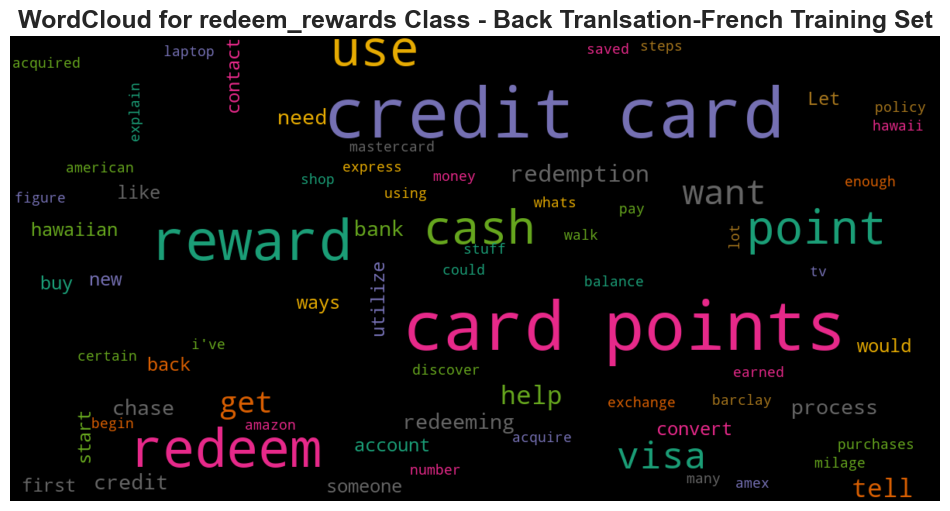 WordCloud for redeem_rewards Class - Back Tranlsation-French Training Set
use
saved
steps
laptop
acquired
contact
explain
credit card
Let
policy
hawaii
need
mastercard
american
express
shop
money
redemption
figure
like
using
whats
want
enough
hawaiian
reward
bank
cash
pay
point
walk
lot
stuff
buy
new
could
balance
tv
utilize
ways
card points
i've
would
certain
back
discover
earned
help
get
chase
exchange
barclay
process
redeeming
begin
amazon
start
convert
acquire
redeem
account
visa
purchases
milage
number
many
amex
first
credit
someone
tell